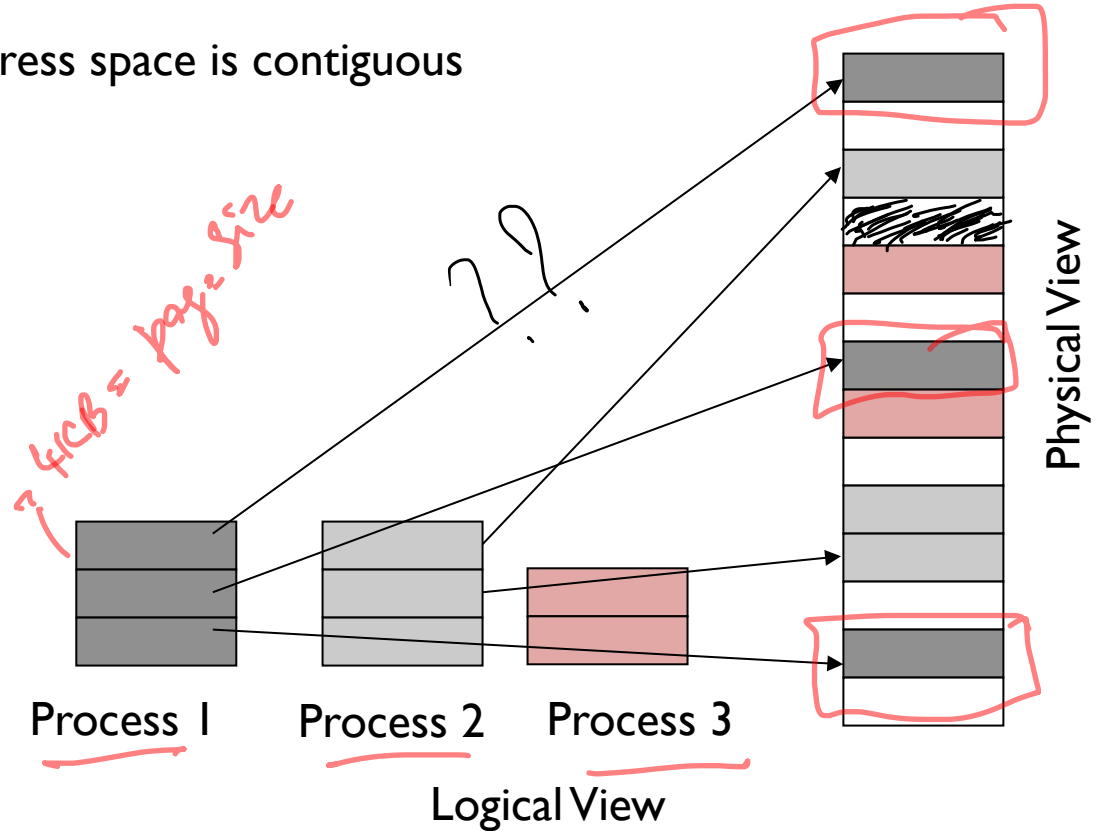 ress space is contiguous
? 4KB = page size
? ?
Physical View
Process 1
Process 2
Process 3
Logical View